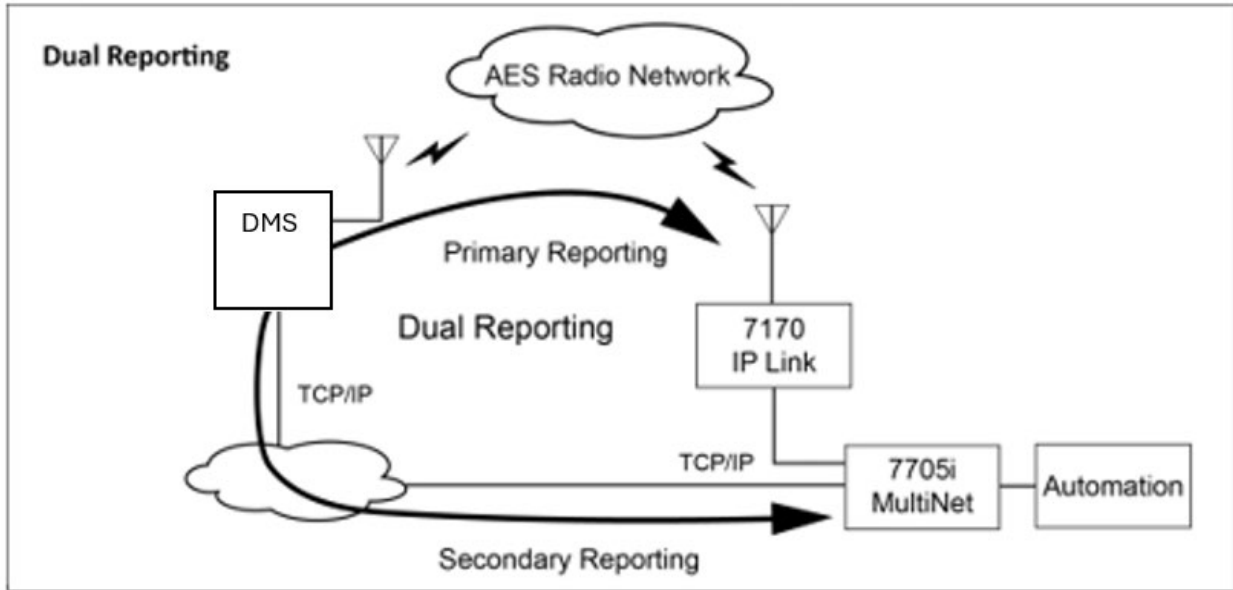 Dual Reporting
AES Radio Network
DMS
Primary Reporting
Dual Reporting
7170
IP Link
TCP/IP
TCP/IP
7705i
MultiNet
Automation
Secondary Reporting